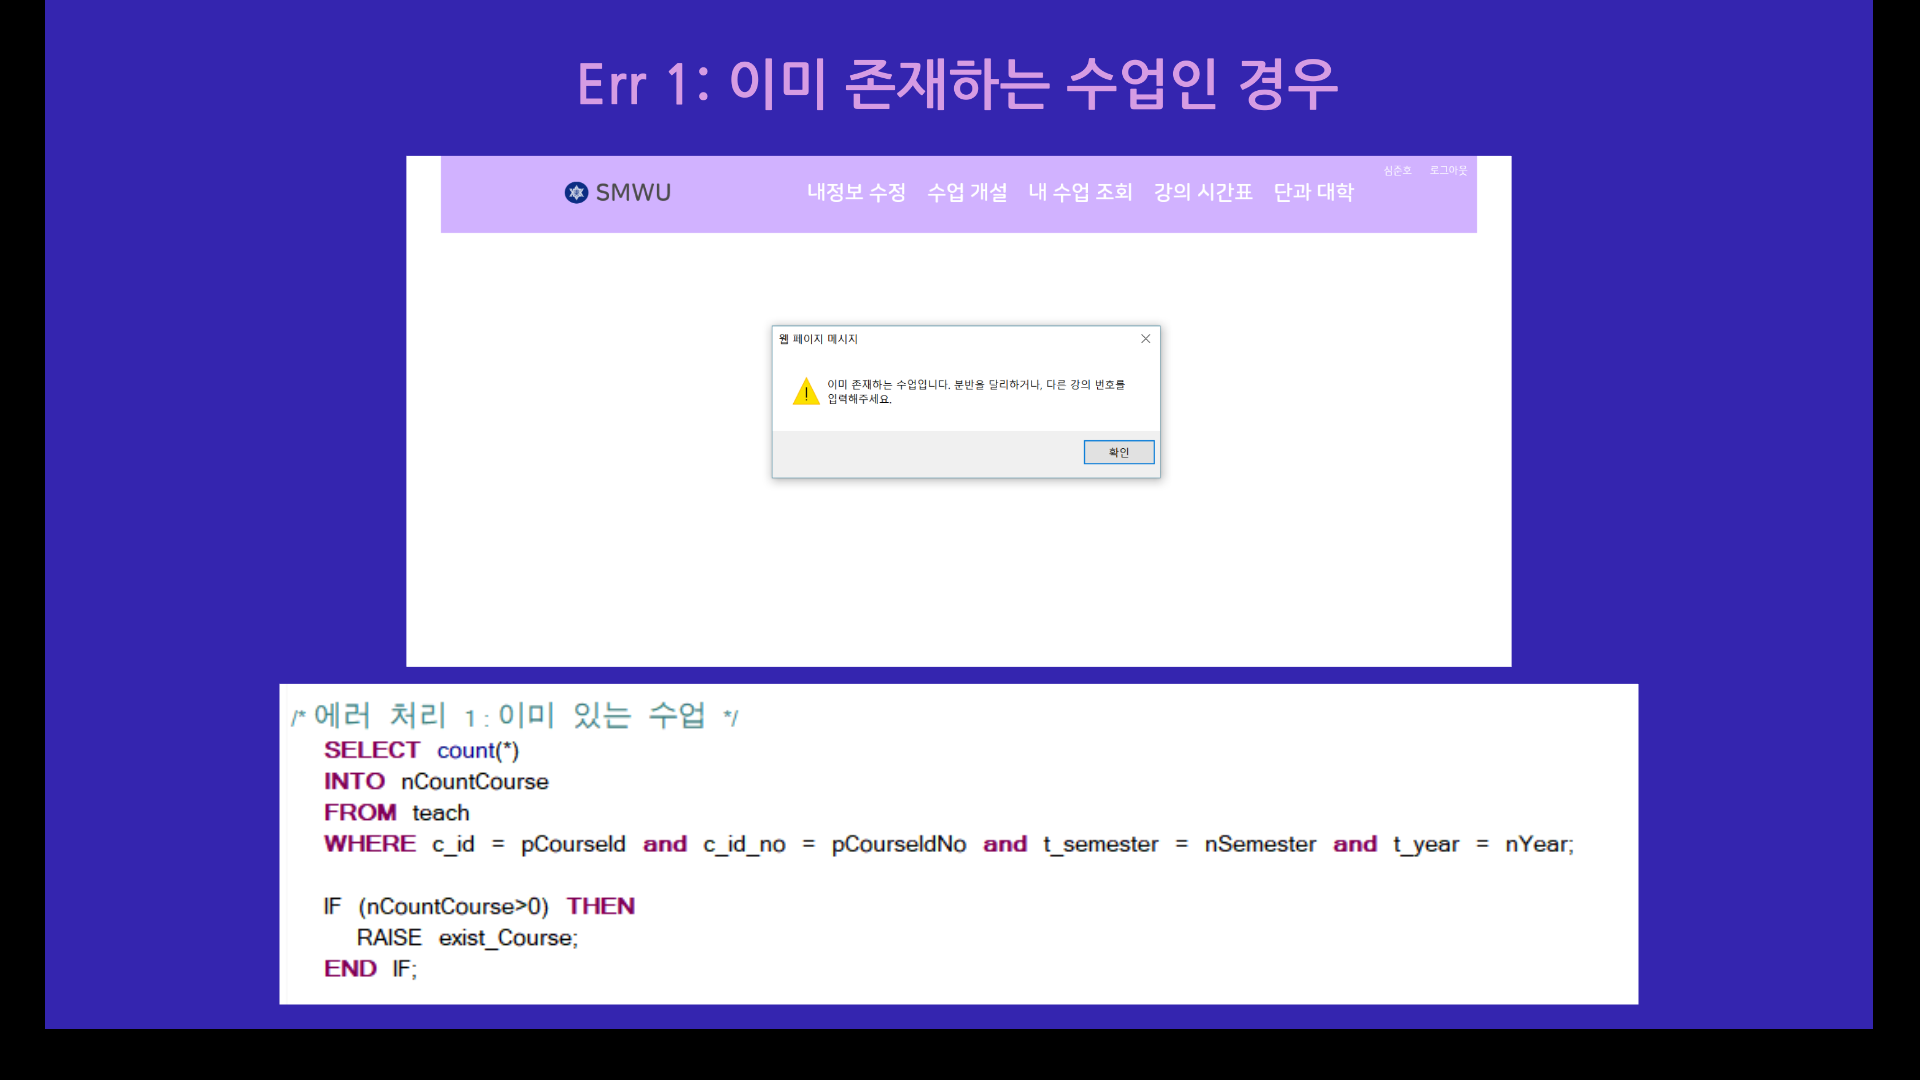 Err 1: 이미 존재하는 수업인 경우
심준호 로그아웃
SMWU 내정보 수정 수업 개설 내 수업 조회 강의 시간표 단과 대학
웹 페이지 메시지
이미 존재하는 수업입니다. 분반을 달리하거나, 다른 강의 번호를
입력해주세요.
확인
/* 에러 처리 1 : 이미 있는 수업 */
SELECT count(*)
INTO nCountCourse
FROM teach
WHERE c_id = pCourseId and c_id_no = pCourseIdNo and t_semester = nSemester and t_year = nYear;
IF (nCountCourse>0) THEN
RAISE exist_Course;
END IF;